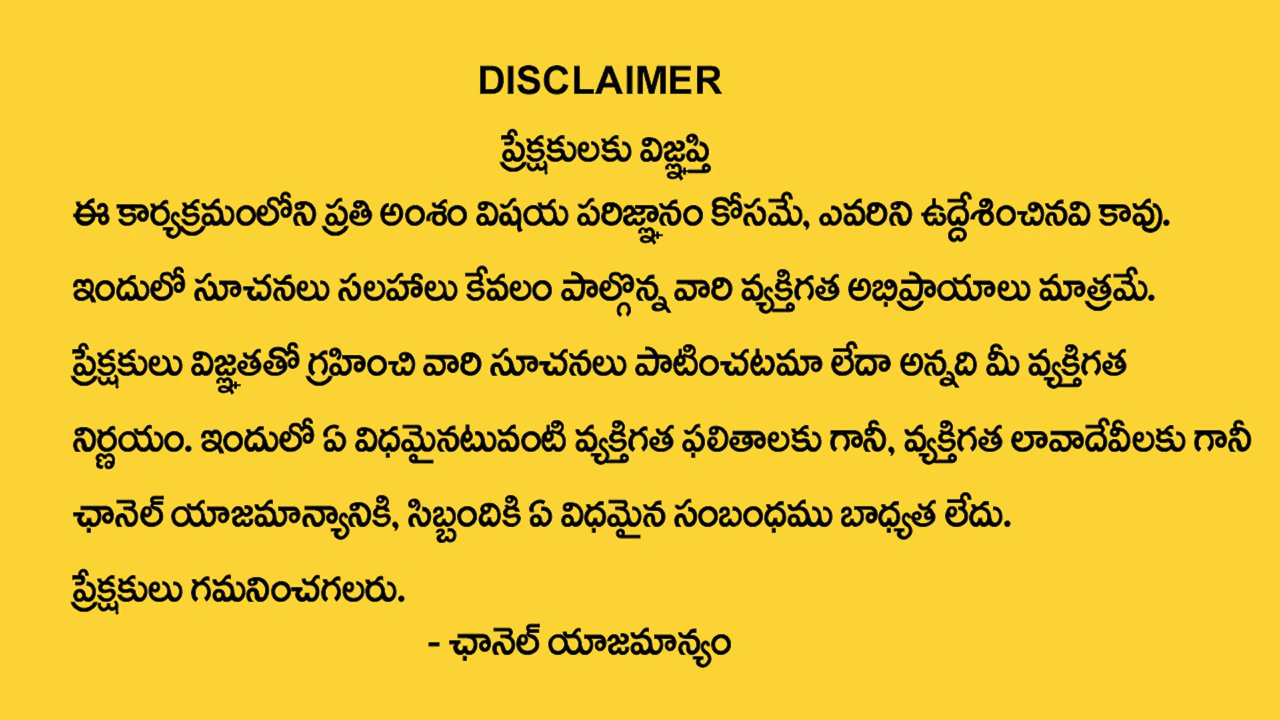 DISCLAIMER
ప్రేక్షకులకు విజ్ఞప్తి
ఈ కార్యక్రమంలోని ప్రతి అంశం విషయ పరిజ్ఞానం కోసమే, ఎవరిని ఉద్దేశించినవి కావు.
ఇందులో సూచనలు సలహాలు కేవలం పాల్గొన్న వారి వ్యక్తిగత అభిప్రాయాలు మాత్రమే.
ప్రేక్షకులు విజ్ఞతతో గ్రహించి వారి సూచనలు పాటించటమా లేదా అన్నది మీ వ్యక్తిగత
నిర్ణయం. ఇందులో ఏ విధమైనటువంటి వ్యక్తిగత ఫలితాలకు గానీ, వ్యక్తిగత లావాదేవీలకు గానీ
ఛానెల్ యాజమాన్యానికి, సిబ్బందికి ఏ విధమైన సంబంధము బాధ్యత లేదు.
ప్రేక్షకులు గమనించగలరు.
- ఛానెల్ యాజమాన్యం